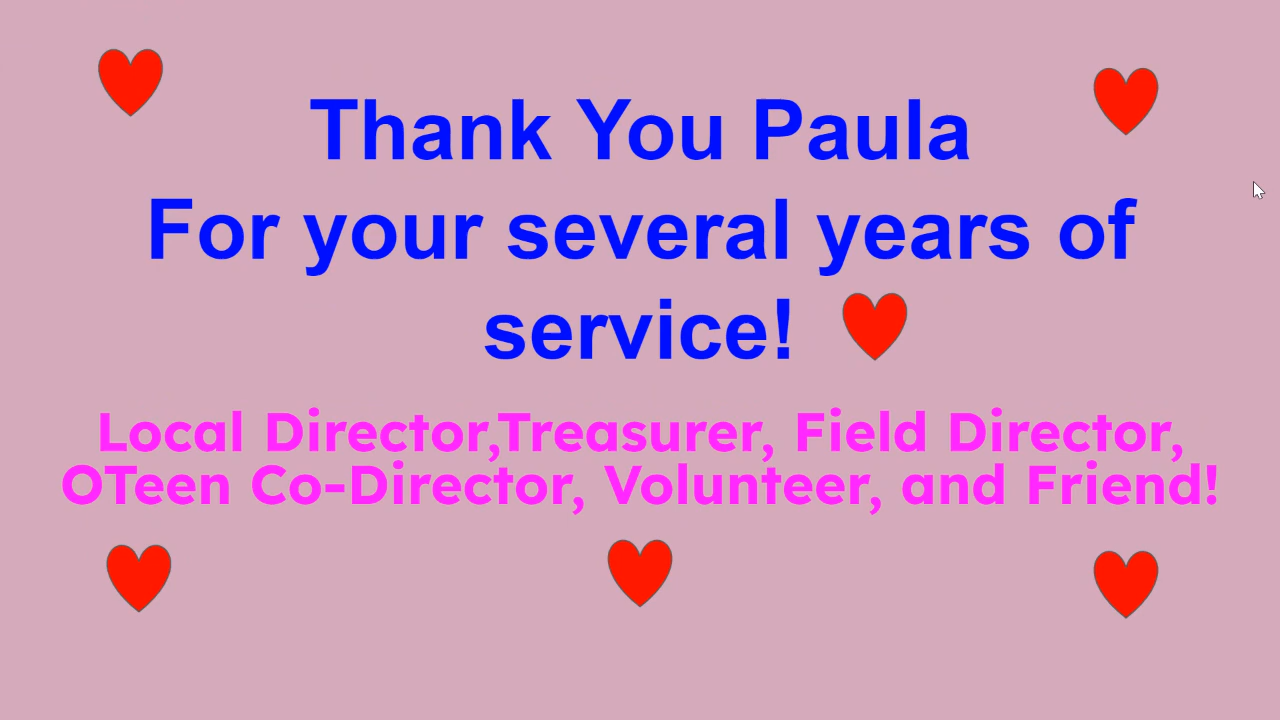 Thank You Paula
For your several years of
service!
Local Director,Treasurer, Field Director,
OTeen Co-Director, Volunteer, and Friend!